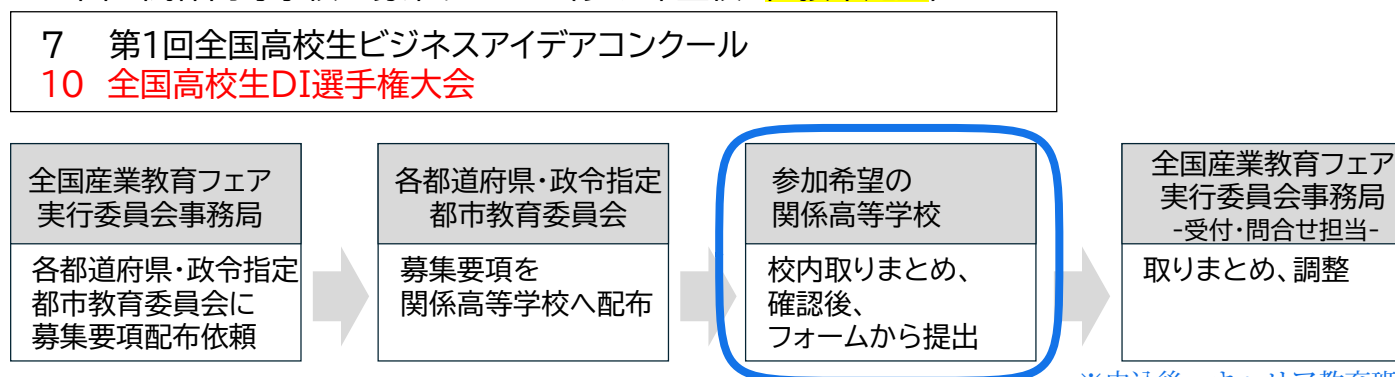 7 第1回全国高校生ビジネスアイデアコンクール
10 全国高校生DI選手権大会
全国産業教育フェア
実行委員会事務局
各都道府県・政令指定
都市教育委員会に
募集要項配布依頼
各都道府県・政令指定
都市教育委員会
募集要項を
関係高等学校へ配布
参加希望の
関係高等学校
校内取りまとめ、
確認後、
フォームから提出
全国産業教育フェア
実行委員会事務局
-受付・問合せ担当-
取りまとめ、調整